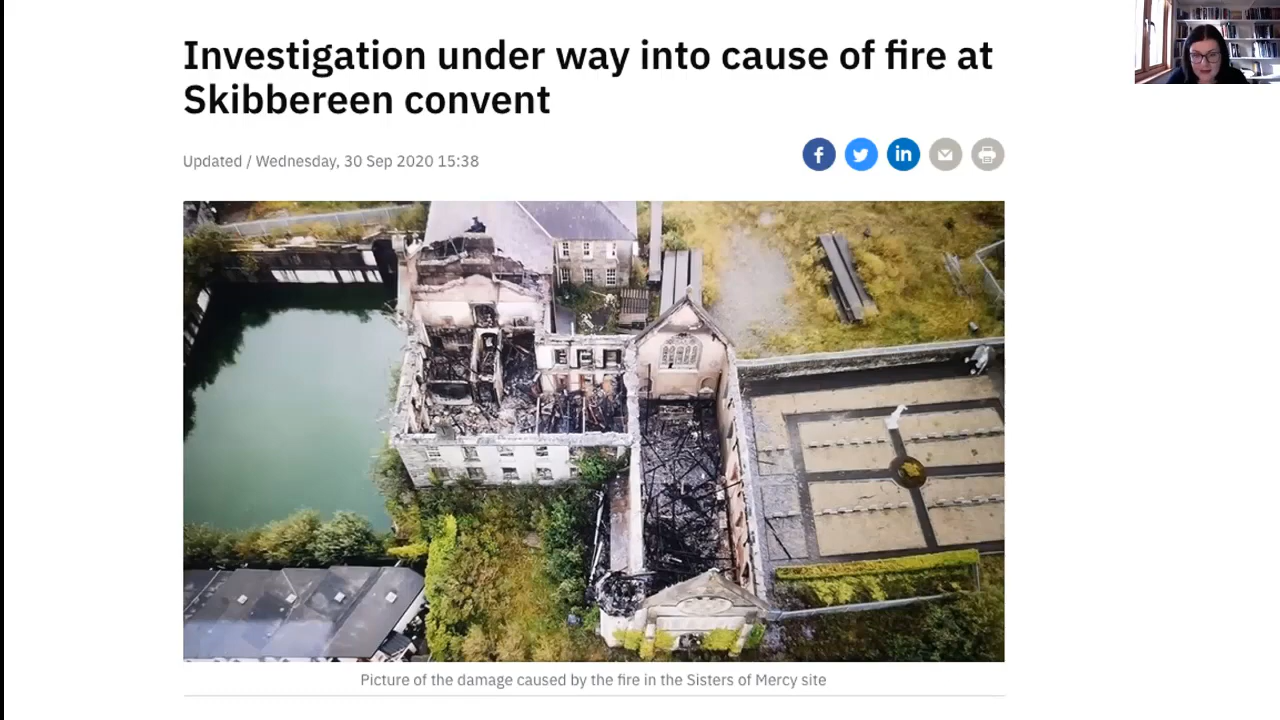 Investigation under way into cause of fire at
Skibbereen convent
Updated / Wednesday, 30 Sep 2020 15:38
Picture of the damage caused by the fire in the Sisters of Mercy site